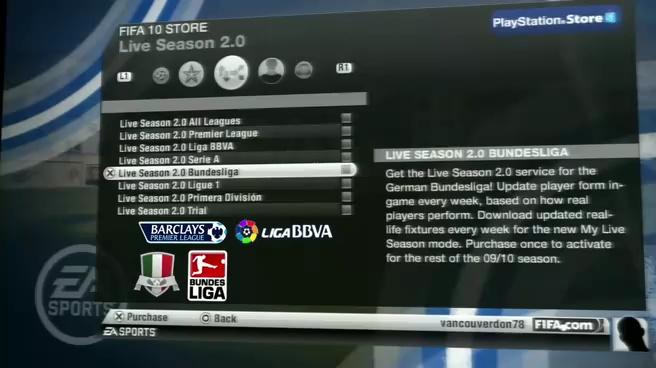 FIFA 10 STORE
PlayStation.Store
Live Season 2.0
L1
R1
Live Season 2.0 All Leagues
Live Season 2.0 Premier League
Live Season 2.0 Liga BBVA
Live Season 2.0 Serie A
Live Season 2.0 Bundesliga
Live Season 2.0 Ligue 1
Live Season 2.0 Primera División
Live Season 2.0 Trial
LIVE SEASON 2.0 BUNDESLIGA
Get the Live Season 2.0 service for the
German Bundesliga! Update player form in-
game every week, based on how real
players perform. Download updated real-
life fixtures every week for the new My Live
Season mode. Purchase once to activate
for the rest of the 09/10 season.
BARCLAYS
PREMIER LEAGUE
LIGA BBVA
BUNDES
LIGA
EA
SPORTS
Purchase
Back
vancouverdon78
FIFA.com
EA SPORTS